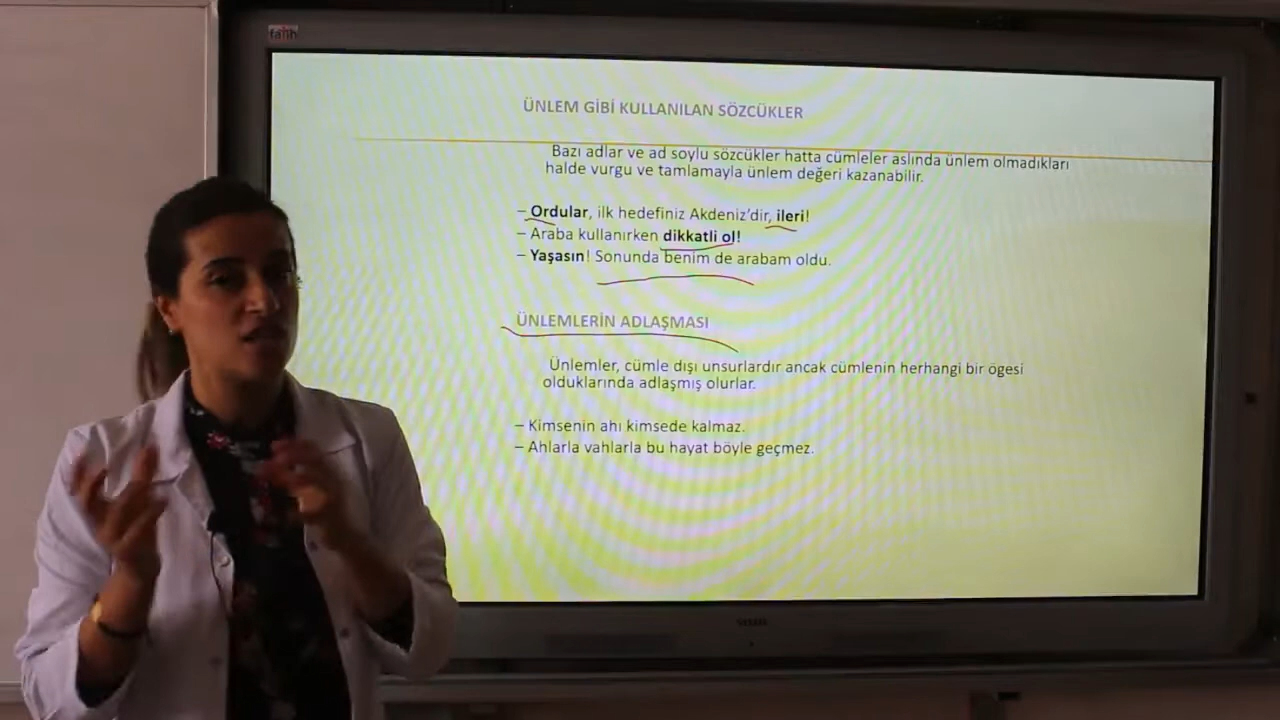 fatih
ÜNLEM GİBİ KULLANILAN SÖZCÜKLER
Bazı adlar ve ad soylu sözcükler hatta cümleler aslında ünlem olmadıkları
halde vurgu ve tamlamayla ünlem değeri kazanabilir.
– Ordular, ilk hedefiniz Akdeniz’dir, ileri!
– Araba kullanırken dikkatli ol!
– Yaşasın! Sonunda benim de arabam oldu.
ÜNLEMLERİN ADLAŞMASI
Ünlemler, cümle dışı unsurlardır ancak cümlenin herhangi bir ögesi
olduklarında adlaşmış olurlar.
– Kimsenin ahı kimsede kalmaz.
– Ahlarla vahlarla bu hayat böyle geçmez.